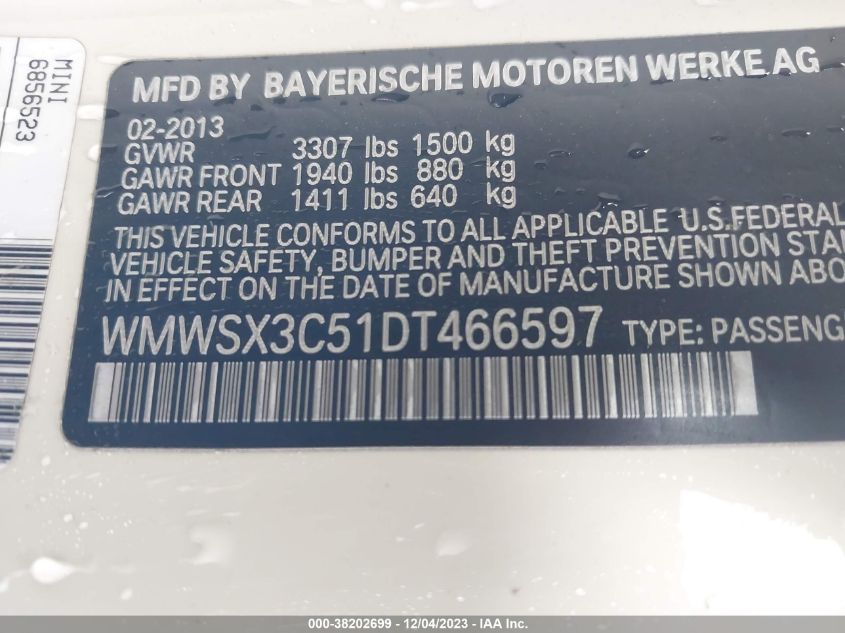 MINI
6856523
MFD BY BAYERISCHE MOTOREN WERKE AG
02-2013
GVWR 3307 lbs 1500 kg
GAWR FRONT 1940 lbs 880 kg
GAWR REAR 1411 lbs 640 kg
THIS VEHICLE CONFORMS TO ALL APPLICABLE U.S.FEDERAL
VEHICLE SAFETY, BUMPER AND THEFT PREVENTION STA
IN EFFECT ON THE DATE OF MANUFACTURE SHOWN ABO
WMWSX3C51DT466597 TYPE: PASSENG
000-38202699 - 12/04/2023 - IAA Inc.